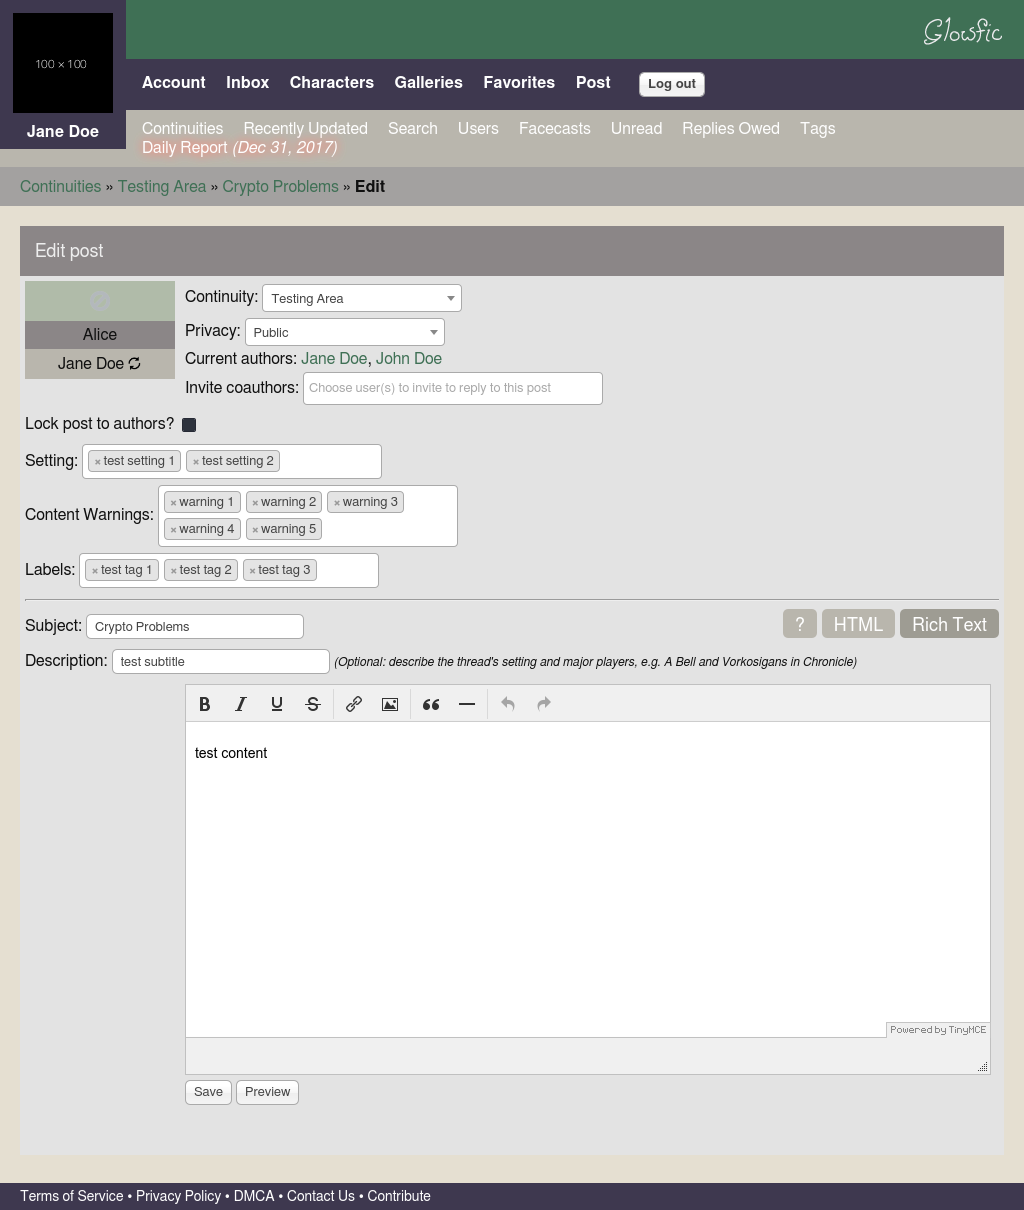 100 × 100
Glowfic
Account Inbox Characters Galleries Favorites Post Log out
Jane Doe
Continuities Recently Updated Search Users Facecasts Unread Replies Owed Tags
Daily Report (Dec 31, 2017)
Continuities » Testing Area » Crypto Problems » Edit
Edit post
Alice
Jane Doe
Continuity: Testing Area
Privacy: Public
Current authors: Jane Doe, John Doe
Invite coauthors: Choose user(s) to invite to reply to this post
Lock post to authors?
Setting: × test setting 1 × test setting 2
Content Warnings: × warning 1 × warning 2 × warning 3
× warning 4 × warning 5
Labels: × test tag 1 × test tag 2 × test tag 3
Subject: Crypto Problems ? HTML Rich Text
Description: test subtitle (Optional: describe the thread's setting and major players, e.g. A Bell and Vorkosigans in Chronicle)
B I U S
test content
Powered by TinyMCE
Save Preview
Terms of Service • Privacy Policy • DMCA • Contact Us • Contribute